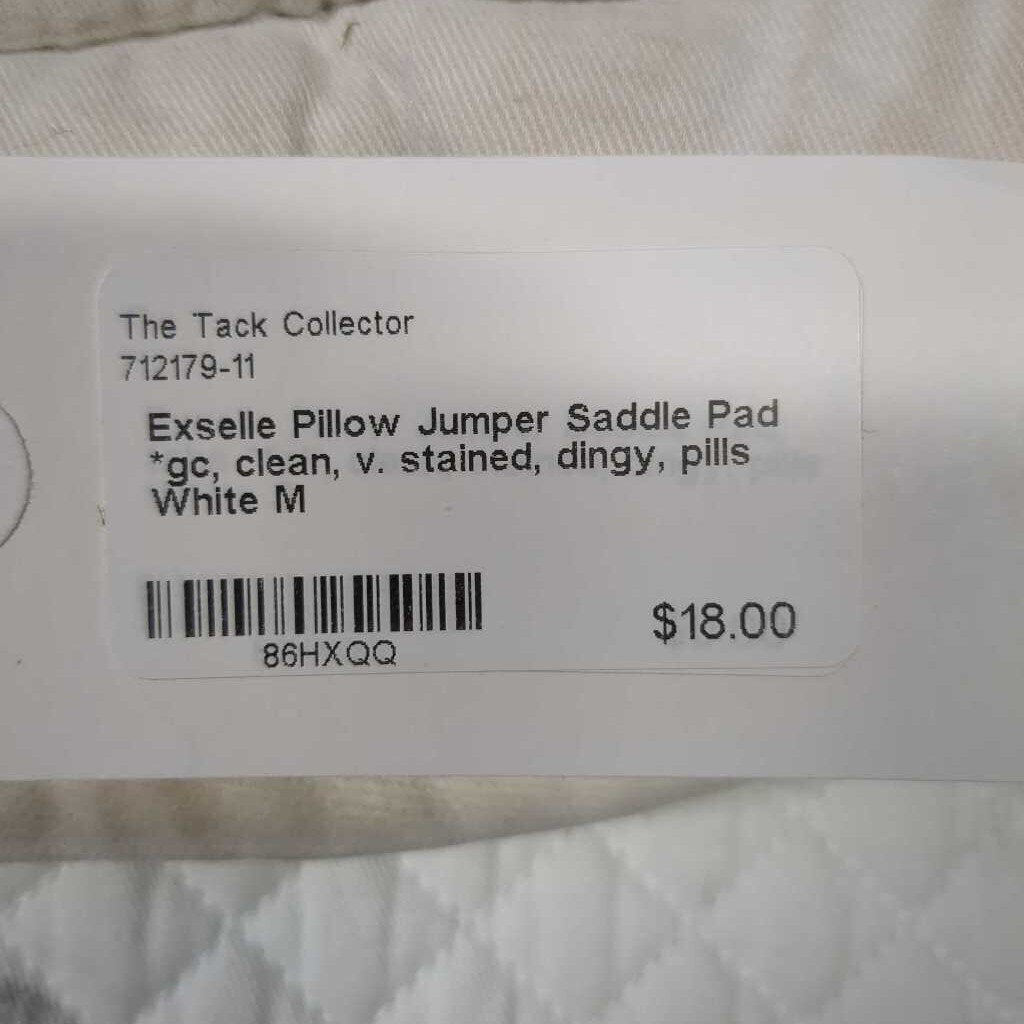 The Tack Collector
712179-11
Exselle Pillow Jumper Saddle Pad
*gc, clean, v. stained, dingy, pills
White M
86HXQQ
$18.00